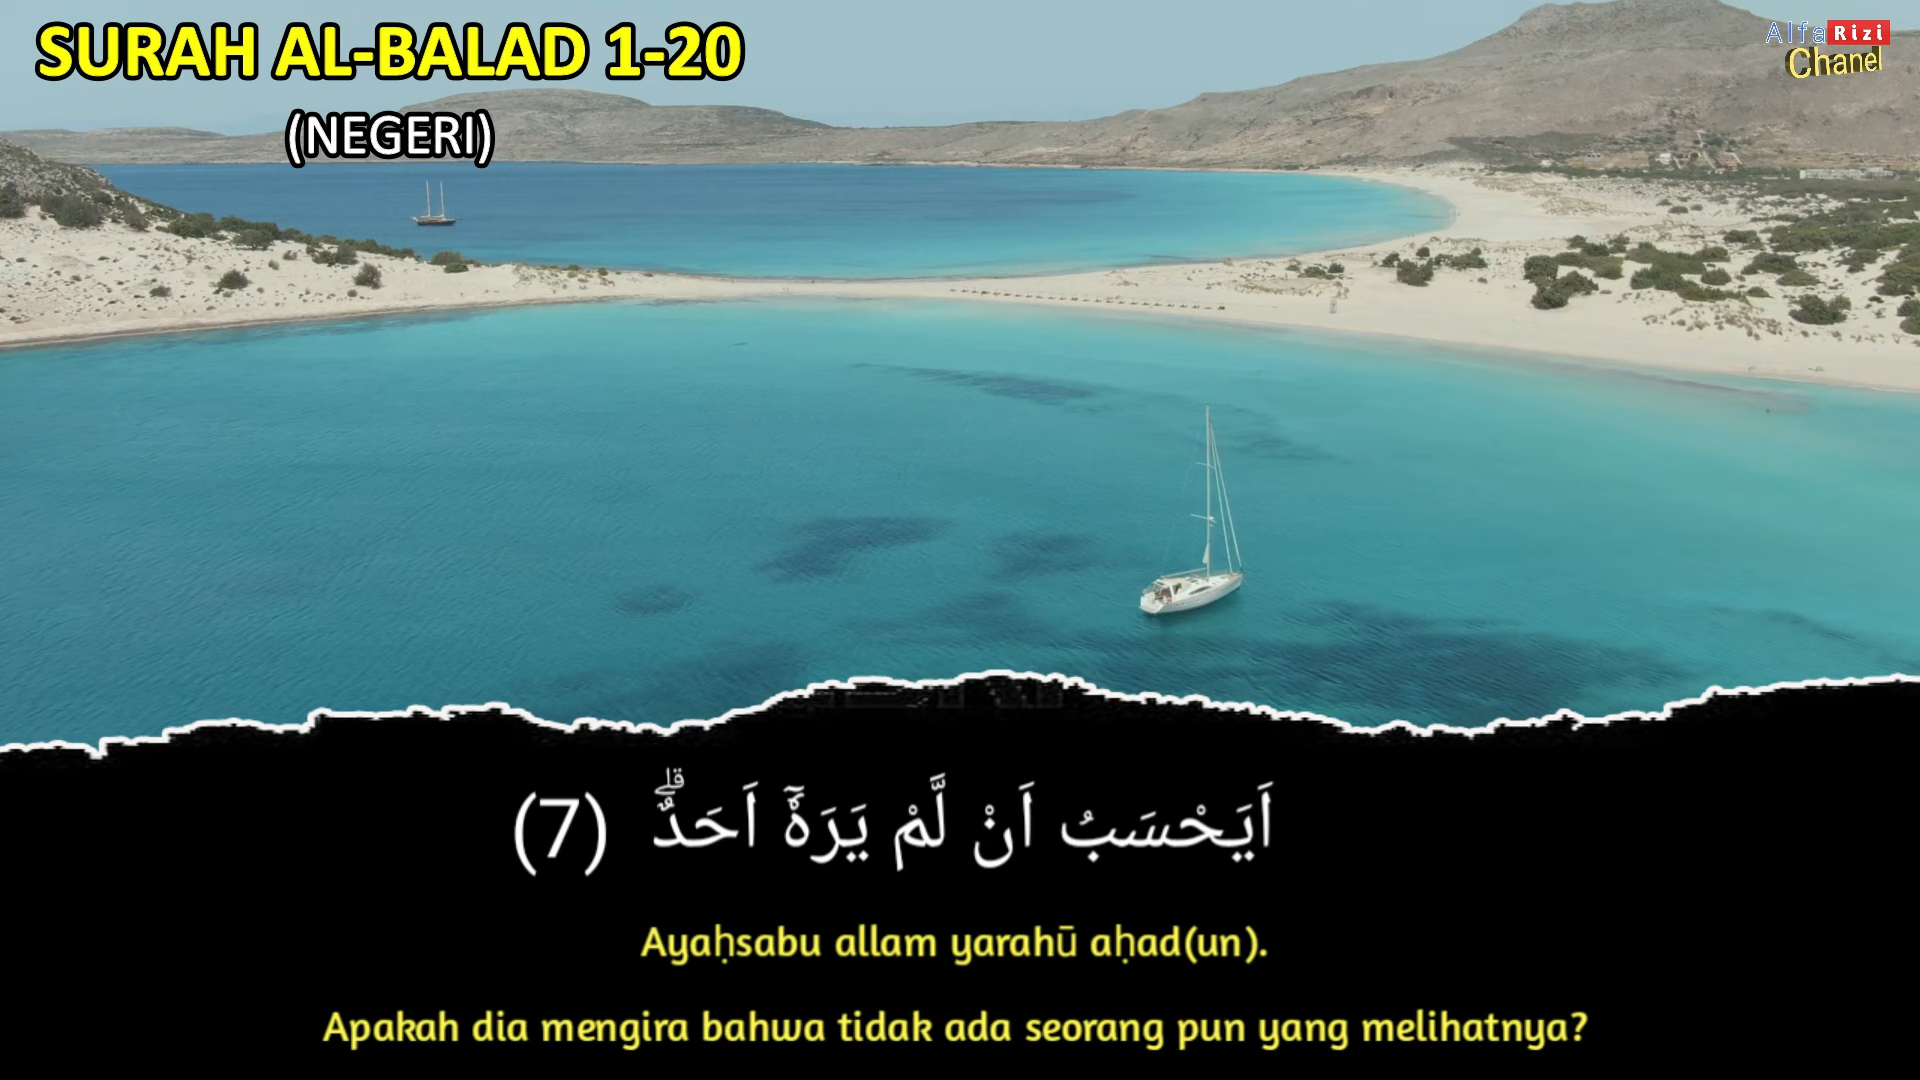 SURAH AL-BALAD 1-20
(NEGERI)
Alfa Rizi
Chanel
اَيَحْسَبُ اَنْ لَّمْ يَرَهٗٓ اَحَدٌۗ (7)
Ayaḥsabu allam yarahū aḥad(un).
Apakah dia mengira bahwa tidak ada seorang pun yang melihatnya?